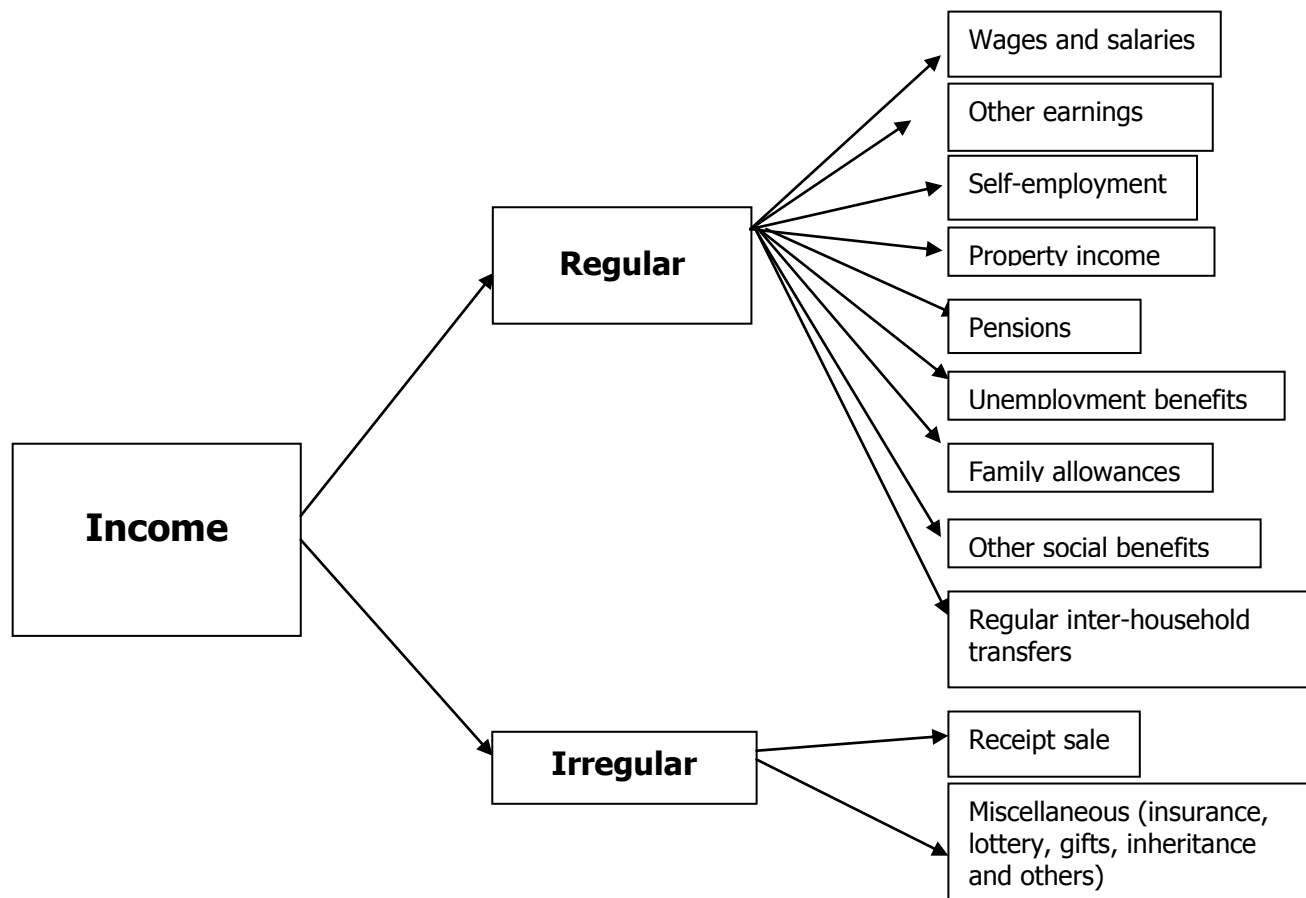 Wages and salaries
Other earnings
Self-employment
Regular
Property income
Pensions
Unemployment benefits
Family allowances
Income
Other social benefits
Regular inter-household
transfers
Receipt sale
Irregular
Miscellaneous (insurance,
lottery, gifts, inheritance
and others)